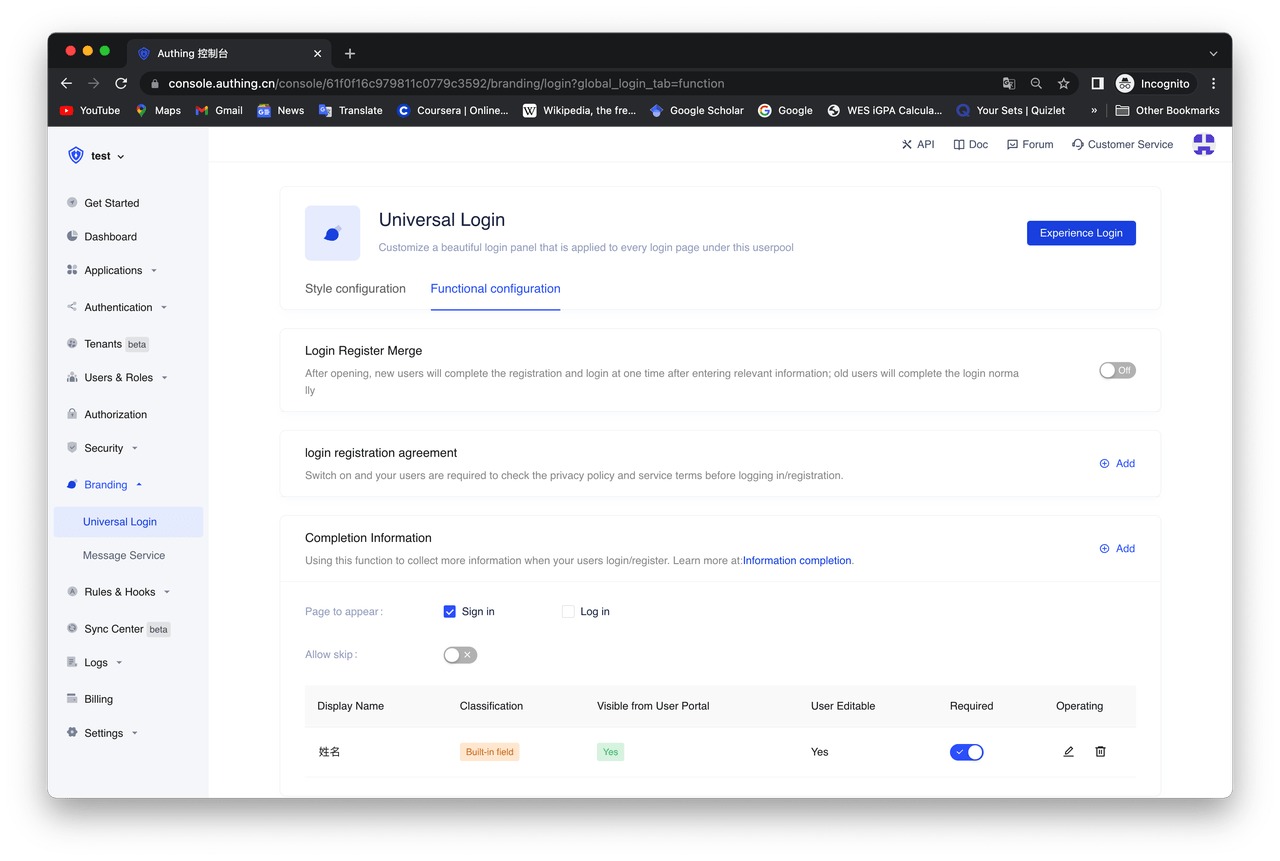 Authing 控制台
console.authing.cn/console/61f0f16c979811c0779c3592/branding/login?global_login_tab=function
Incognito
YouTube
Maps
Gmail
News
Translate
Coursera | Online...
Wikipedia, the fre...
Google Scholar
Google
WES iGPA Calcula...
Your Sets | Quizlet
»
Other Bookmarks
test
API
Doc
Forum
Customer Service
Get Started
Dashboard
Applications
Authentication
Tenants beta
Users & Roles
Authorization
Security
Branding
Universal Login
Message Service
Rules & Hooks
Sync Center beta
Logs
Billing
Settings
Universal Login
Customize a beautiful login panel that is applied to every login page under this userpool
Experience Login
Style configuration
Functional configuration
Login Register Merge
After opening, new users will complete the registration and login at one time after entering relevant information; old users will complete the login norma
lly
Off
login registration agreement
Switch on and your users are required to check the privacy policy and service terms before logging in/registration.
Add
Completion Information
Using this function to collect more information when your users login/register. Learn more at:Information completion.
Add
Page to appear:
Sign in
Log in
Allow skip:
Display Name
Classification
Visible from User Portal
User Editable
Required
Operating
姓名
Built-in field
Yes
Yes